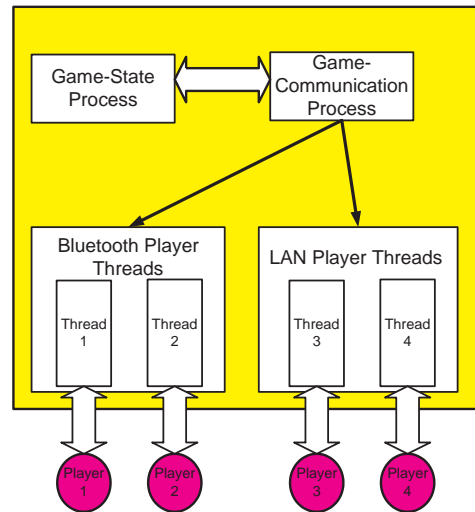 Game-State
Process
Game-
Communication
Process
Bluetooth Player
Threads
LAN Player Threads
Thread
1
Thread
2
Thread
3
Thread
4
Player
1
Player
2
Player
3
Player
4